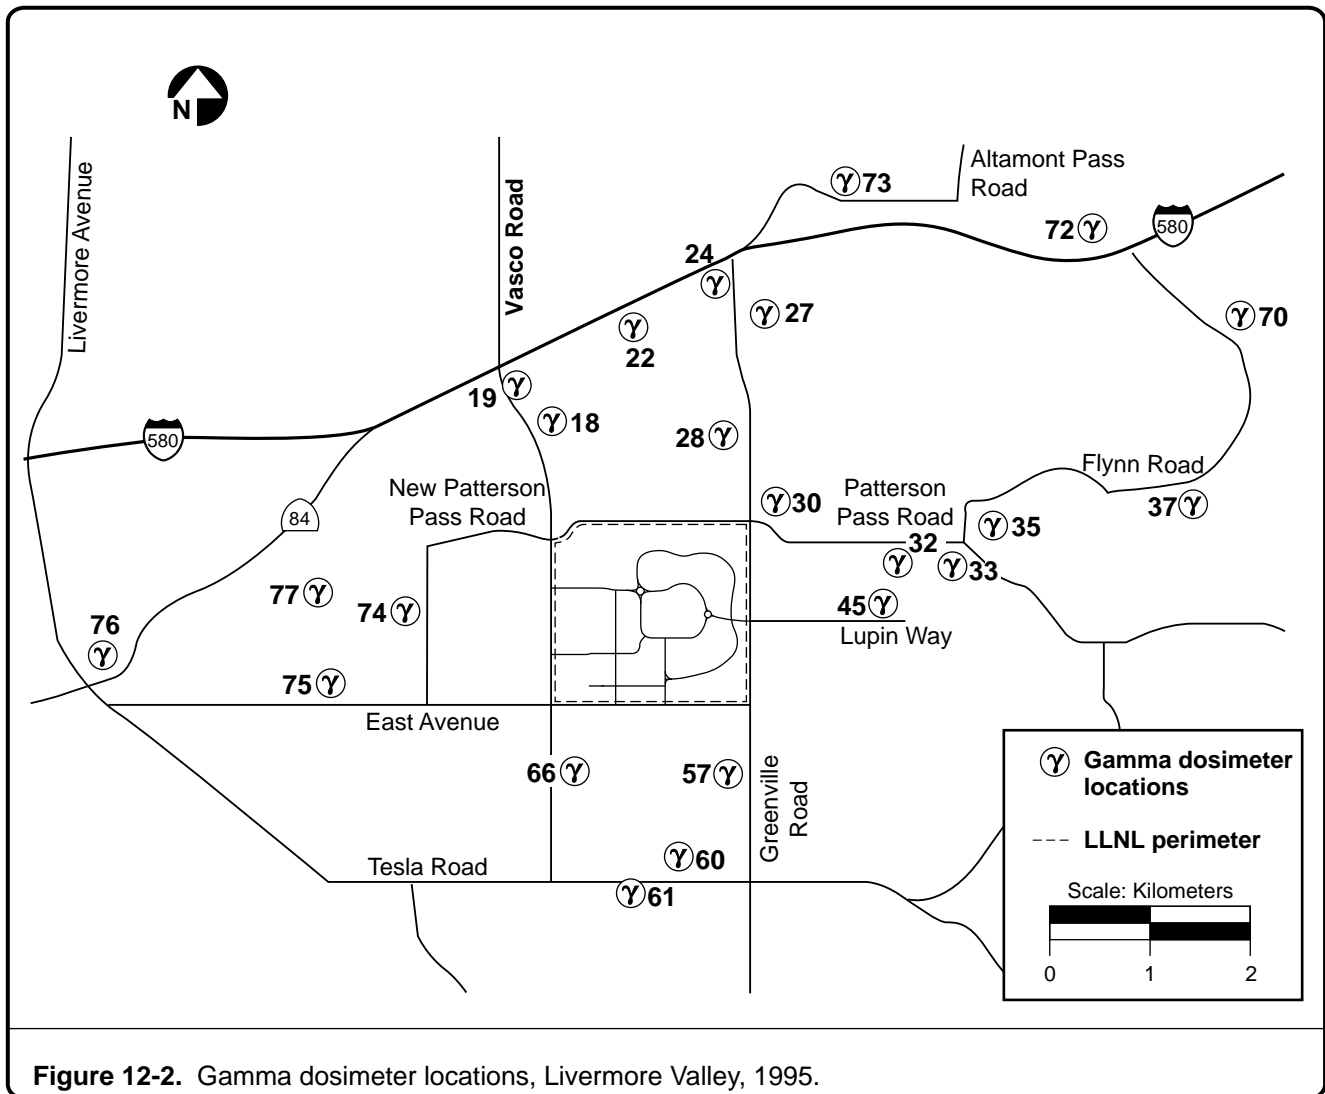 N
Livermore Avenue
Vasco Road
γ 73
Altamont Pass
Road
72 γ
580
24
γ
γ 27
γ 70
γ
22
19 γ
γ 18
28 γ
580
Flynn Road
New Patterson
Pass Road
γ 30
Patterson
Pass Road
37 γ
84
γ 35
32
γ
γ 33
77 γ
74 γ
45 γ
76
γ
Lupin Way
75 γ
East Avenue
66 γ
57 γ
Greenville
Road
γ Gamma dosimeter
locations
LLNL perimeter
γ 60
Tesla Road
γ 61
Scale: Kilometers
0 1 2
Figure 12-2. Gamma dosimeter locations, Livermore Valley, 1995.